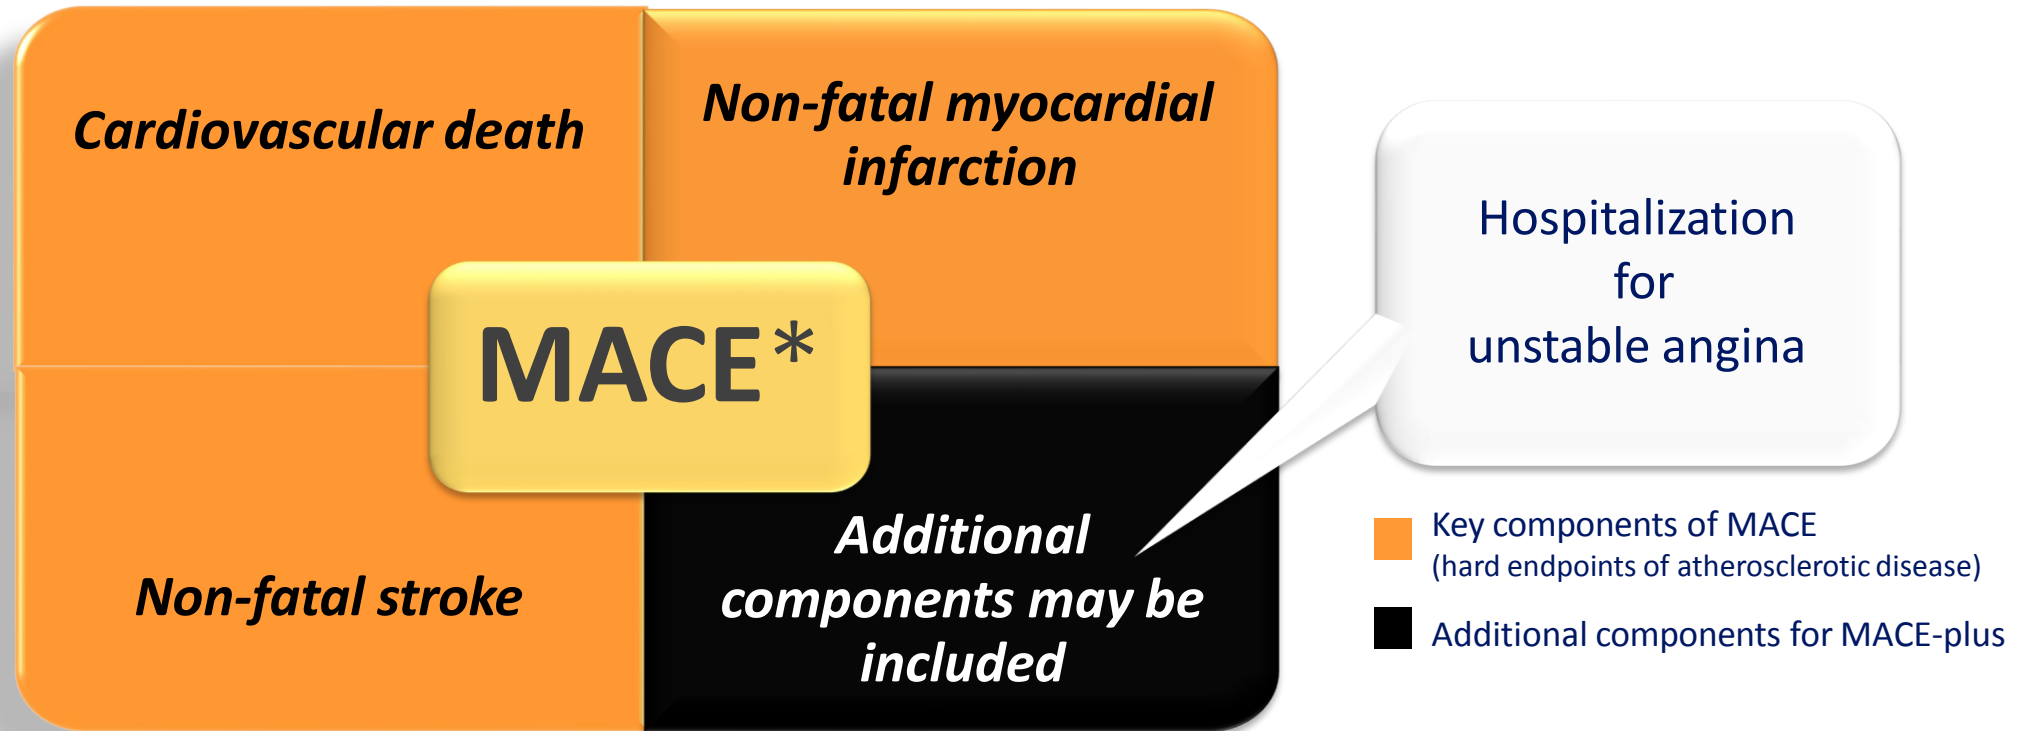 Cardiovascular death
Non-fatal myocardial
infarction
MACE*
Non-fatal stroke
Additional
components may be
included
Hospitalization
for
unstable angina
Key components of MACE
(hard endpoints of atherosclerotic disease)
Additional components for MACE-plus